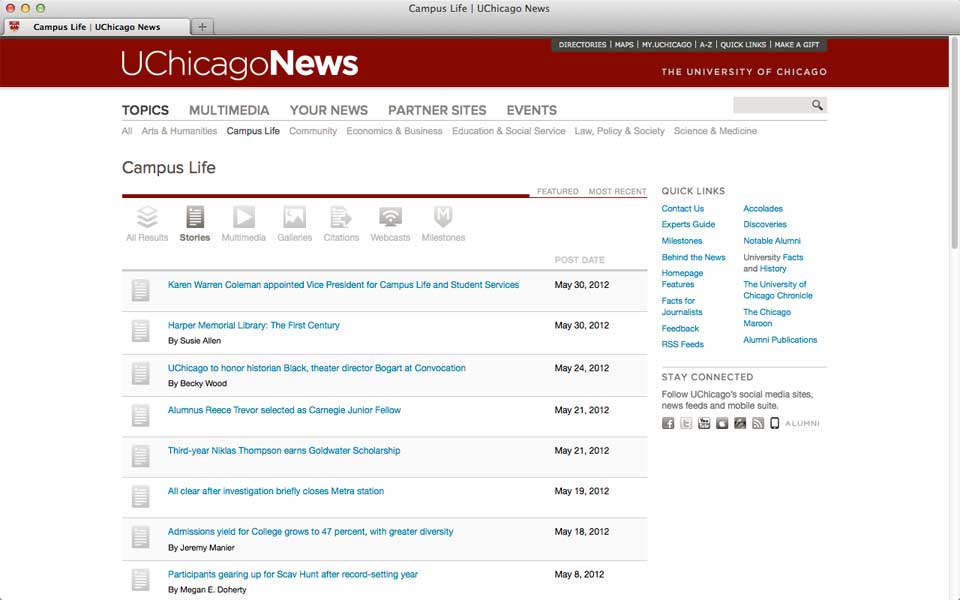 Campus Life | UChicago News
Campus Life | UChicago News
DIRECTORIES | MAPS | MY.UCHICAGO | A-Z | QUICK LINKS | MAKE A GIFT
UChicagoNews
THE UNIVERSITY OF CHICAGO
TOPICS MULTIMEDIA YOUR NEWS PARTNER SITES EVENTS
All Arts & Humanities Campus Life Community Economics & Business Education & Social Service Law, Policy & Society Science & Medicine
Campus Life
FEATURED MOST RECENT
All Results Stories Multimedia Galleries Citations Webcasts Milestones
POST DATE
Karen Warren Coleman appointed Vice President for Campus Life and Student Services May 30, 2012
Harper Memorial Library: The First Century May 30, 2012
By Susie Allen
UChicago to honor historian Black, theater director Bogart at Convocation May 24, 2012
By Becky Wood
Alumnus Reece Trevor selected as Carnegie Junior Fellow May 21, 2012
Third-year Niklas Thompson earns Goldwater Scholarship May 21, 2012
All clear after investigation briefly closes Metra station May 19, 2012
Admissions yield for College grows to 47 percent, with greater diversity May 18, 2012
By Jeremy Manier
Participants gearing up for Scav Hunt after record-setting year May 8, 2012
By Megan E. Doherty
QUICK LINKS
Contact Us
Experts Guide
Milestones
Behind the News
Homepage
Features
Facts for
Journalists
Feedback
RSS Feeds
Accolades
Discoveries
Notable Alumni
University Facts
and History
The University of
Chicago Chronicle
The Chicago
Maroon
Alumni Publications
STAY CONNECTED
Follow UChicago's social media sites,
news feeds and mobile suite.
ALUMNI